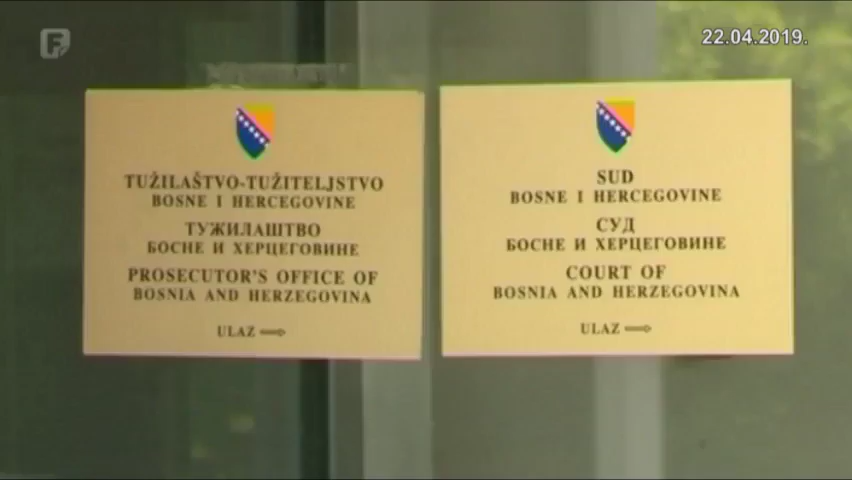 F
22.04.2019.
TUŽILAŠTVO-TUŽITELJSTVO
BOSNE I HERCEGOVINE
ТУЖИЛАШТВО
БОСНЕ И ХЕРЦЕГОВИНЕ
PROSECUTOR'S OFFICE OF
BOSNIA AND HERZEGOVINA
ULAZ
SUD
BOSNE I HERCEGOVINE
СУД
БОСНЕ И ХЕРЦЕГОВИНЕ
COURT OF
BOSNIA AND HERZEGOVINA
ULAZ